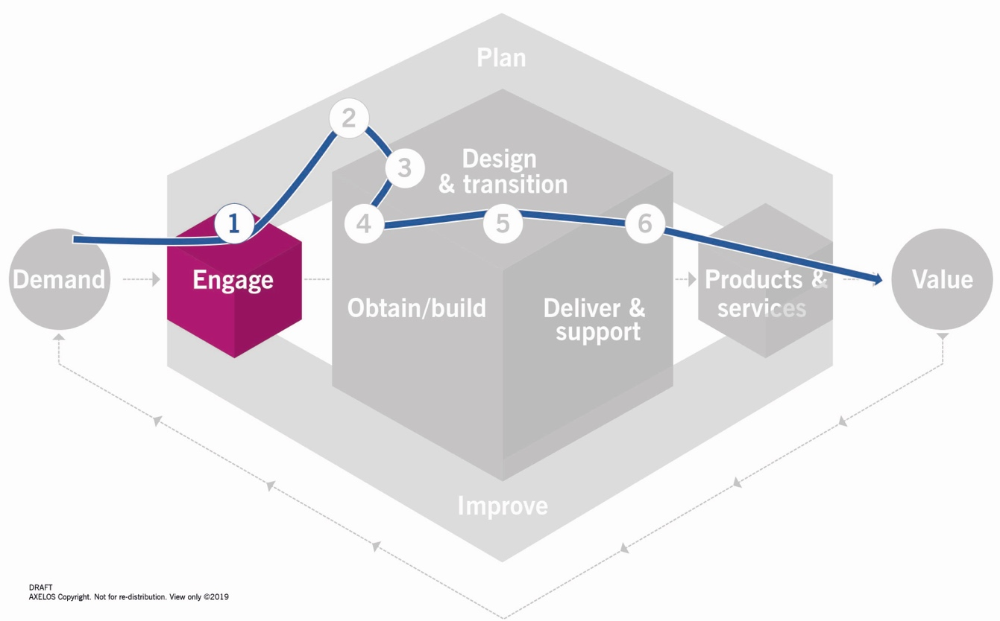 Plan
2
3
Design
& transition
1
4
5
6
Demand
Engage
Products &
services
Value
Obtain/build
Deliver &
support
Improve
DRAFT
AXELOS Copyright. Not for re-distribution. View only ©2019